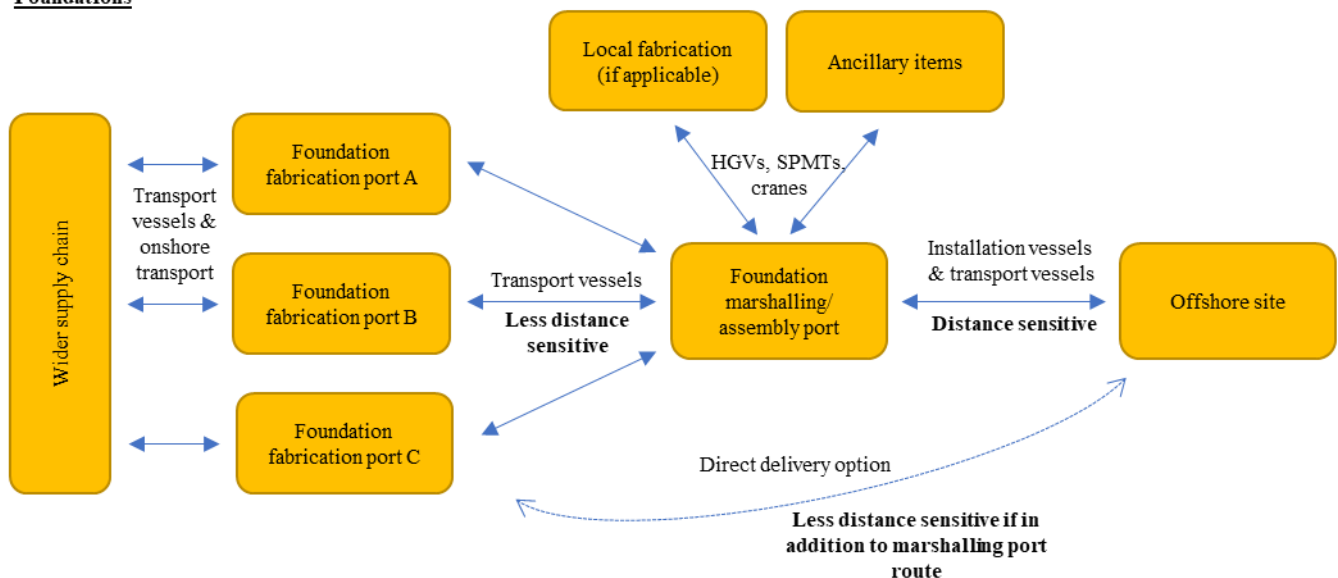 Foundations
Local fabrication
(if applicable)
Ancillary items
Wider supply chain
Transport
vessels &
onshore
transport
Foundation
fabrication port A
Foundation
fabrication port B
Foundation
fabrication port C
HGVs, SPMTs,
cranes
Transport vessels
Less distance
sensitive
Foundation
marshalling/
assembly port
Installation vessels
& transport vessels
Distance sensitive
Offshore site
Direct delivery option
Less distance sensitive if in
addition to marshalling port
route